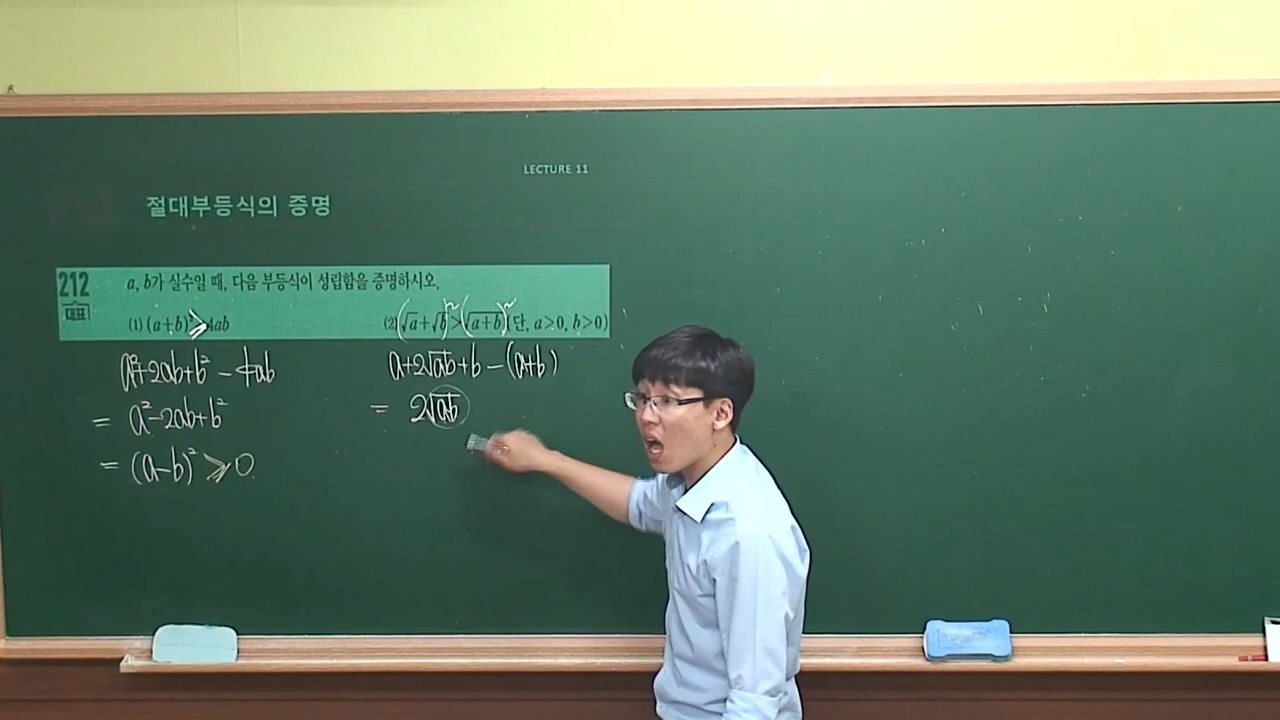 LECTURE 11
절대부등식의 증명
212 a, b가 실수일 때, 다음 부등식이 성립함을 증명하시오.
대표
(1) (a+b)² ≥ 4ab
(2) (√a+√b)² > (√(a+b))² (단, a>0, b>0)
a²+2ab+b² - 4ab
= a²-2ab+b²
= (a-b)² ≥ 0
a+2√ab+b-(a+b)
= 2√ab